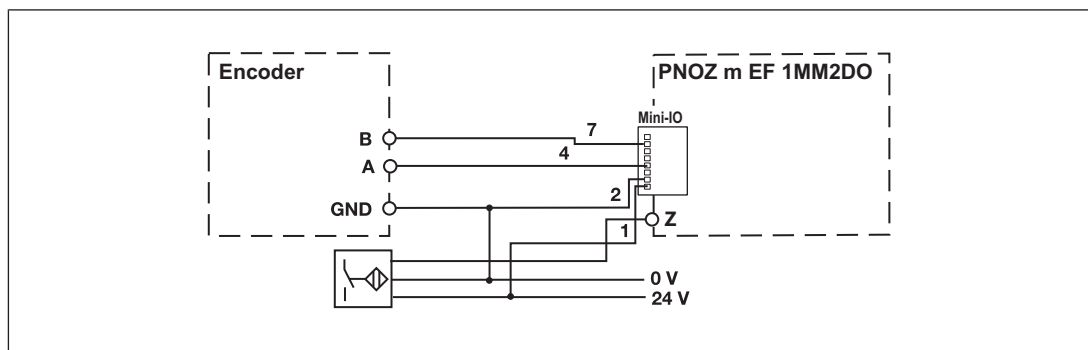 Encoder
PNOZ m EF 1MM2DO
Mini-IO
B
7
A
4
GND
2
Z
1
0 V
24 V